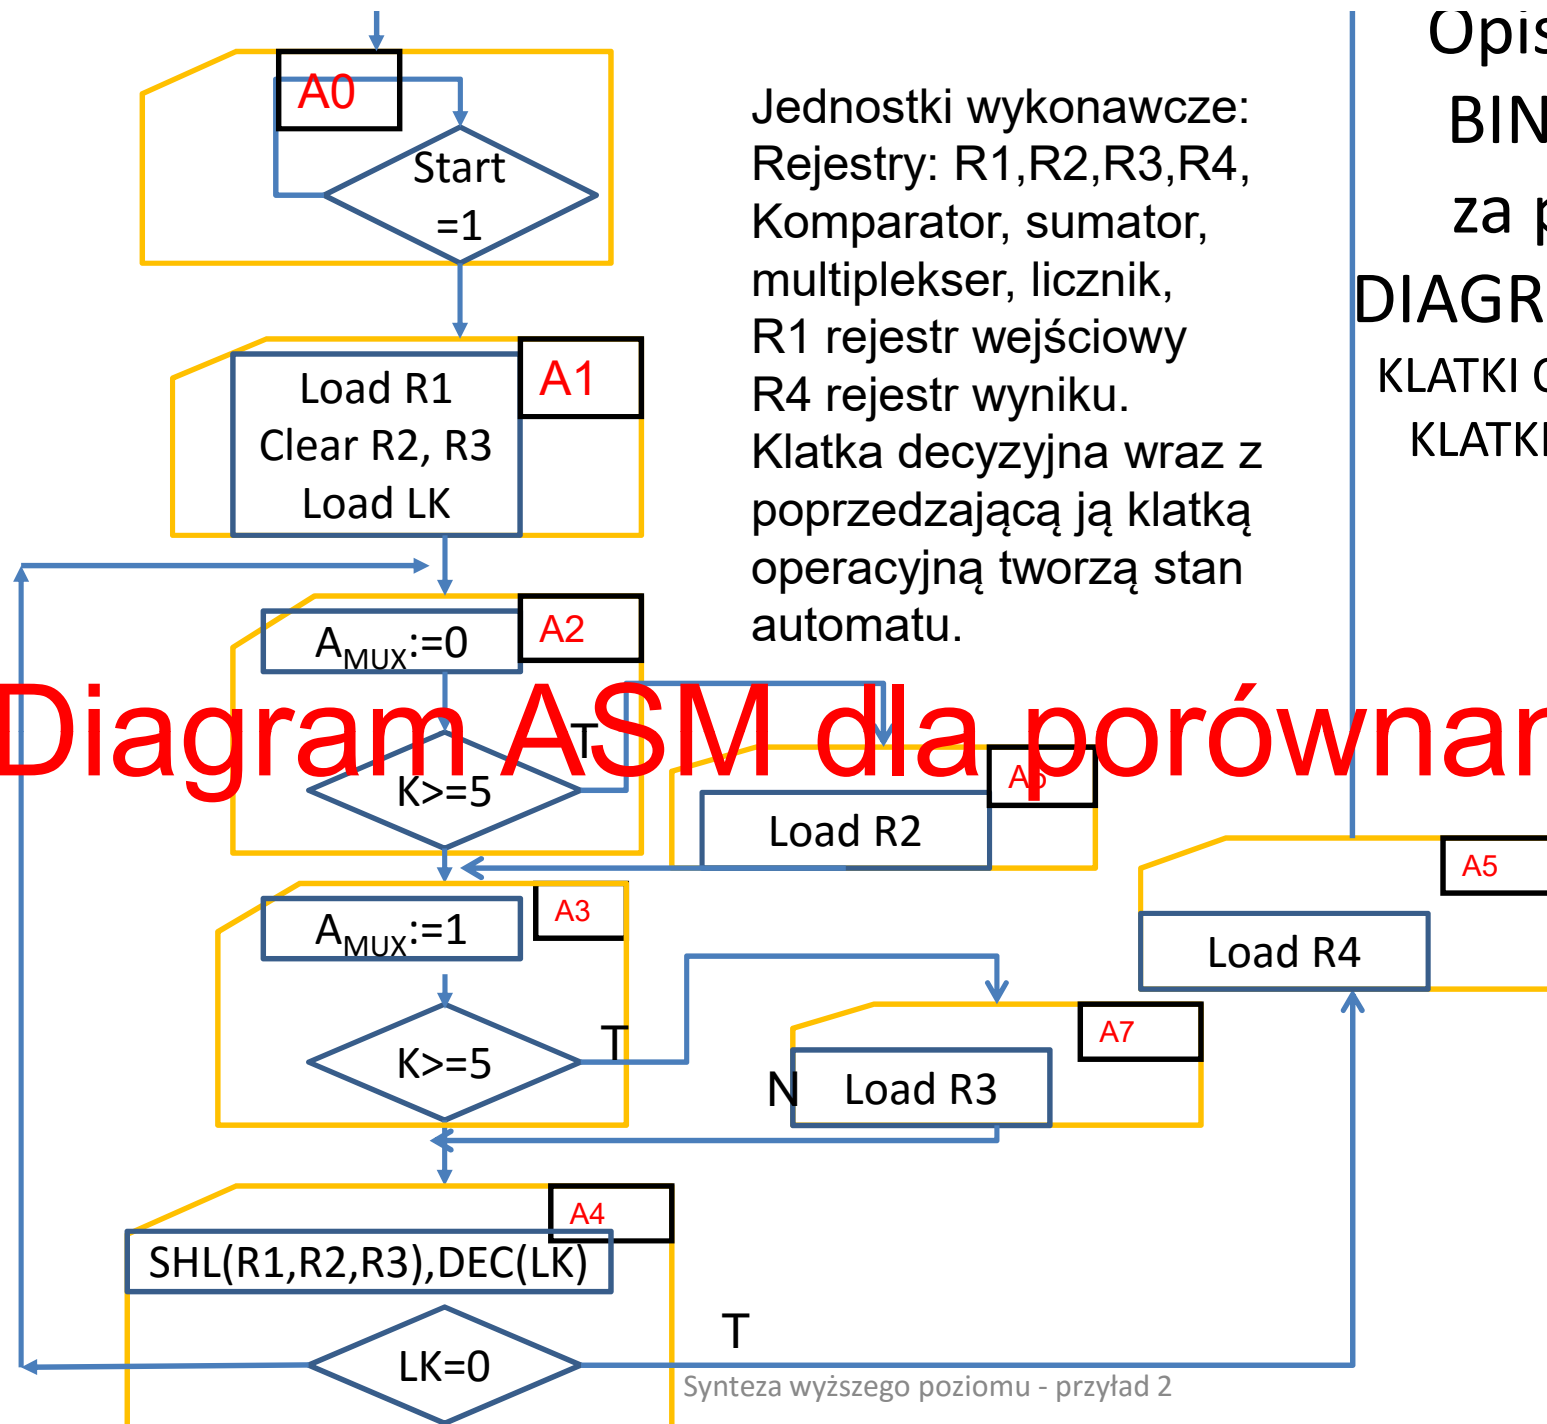 Opis
BIN
za p
DIAGR
KLATKI
KLATKI
A0
Start
=1
Jednostki wykonawcze:
Rejestry: R1,R2,R3,R4,
Komparator, sumator,
multiplekser, licznik,
R1 rejestr wejściowy
R4 rejestr wyniku.
Klatka decyzyjna wraz z
poprzedzającą ją klatką
operacyjną tworzą stan
automatu.
A1
Load R1
Clear R2, R3
Load LK
A2
AMUX:=0
Diagram ASM dla porównan
T
K>=5
A6
Load R2
A3
AMUX:=1
A5
Load R4
T
K>=5
A7
N
Load R3
A4
SHL(R1,R2,R3),DEC(LK)
T
LK=0
Synteza wyższego poziomu - przyład 2